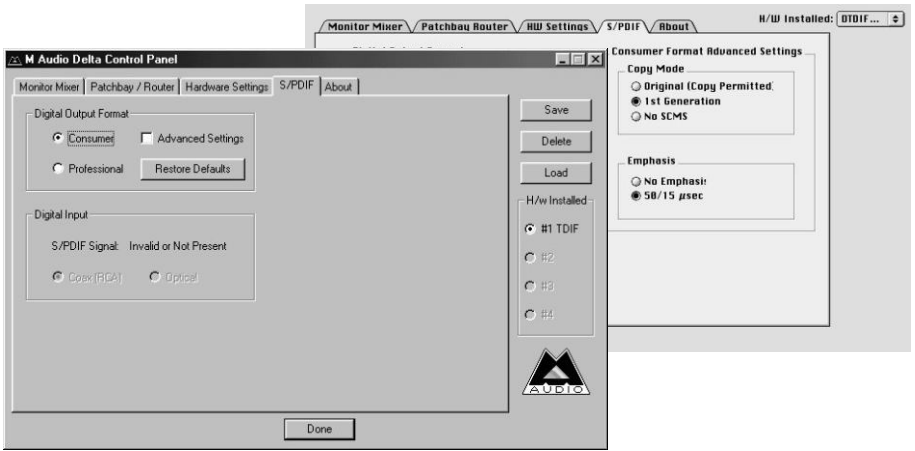 Monitor Mixer Patchbay Router HW Settings S/PDIF About H/W Installed: DTDIF...
Consumer Format Advanced Settings
Copy Mode
Original (Copy Permitted)
1st Generation
No SCMS
Emphasis
No Emphasis
50/15 µsec
M Audio Delta Control Panel
Monitor Mixer Patchbay / Router Hardware Settings S/PDIF About
Digital Output Format
Consumer Advanced Settings
Professional Restore Defaults
Digital Input
S/PDIF Signal: Invalid or Not Present
Coax (RCA) Optical
Save
Delete
Load
H/w Installed
#1 TDIF
#2
#3
#4
M AUDIO
Done